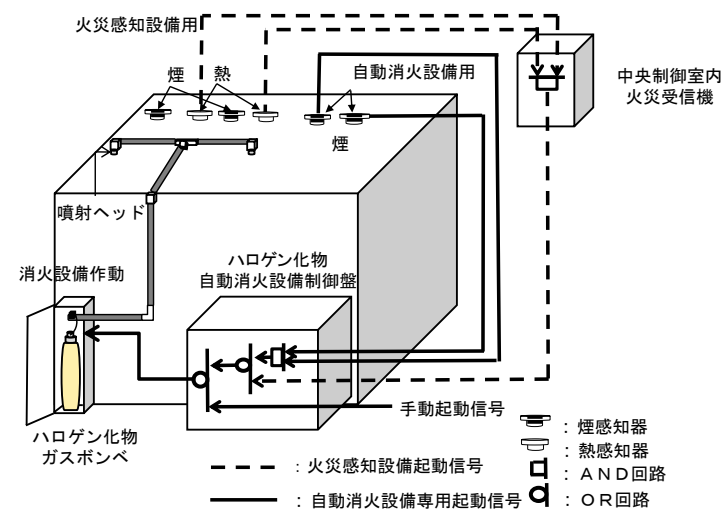 火災感知設備用
煙
熱
自動消火設備用
中央制御室内
火災受信機
煙
噴射ヘッド
ハロゲン化物
自動消火設備制御盤
消火設備作動
手動起動信号
ハロゲン化物
ガスボンベ
：煙感知器
：熱感知器
：ＡＮＤ回路
：ＯＲ回路
：火災感知設備起動信号
：自動消火設備専用起動信号